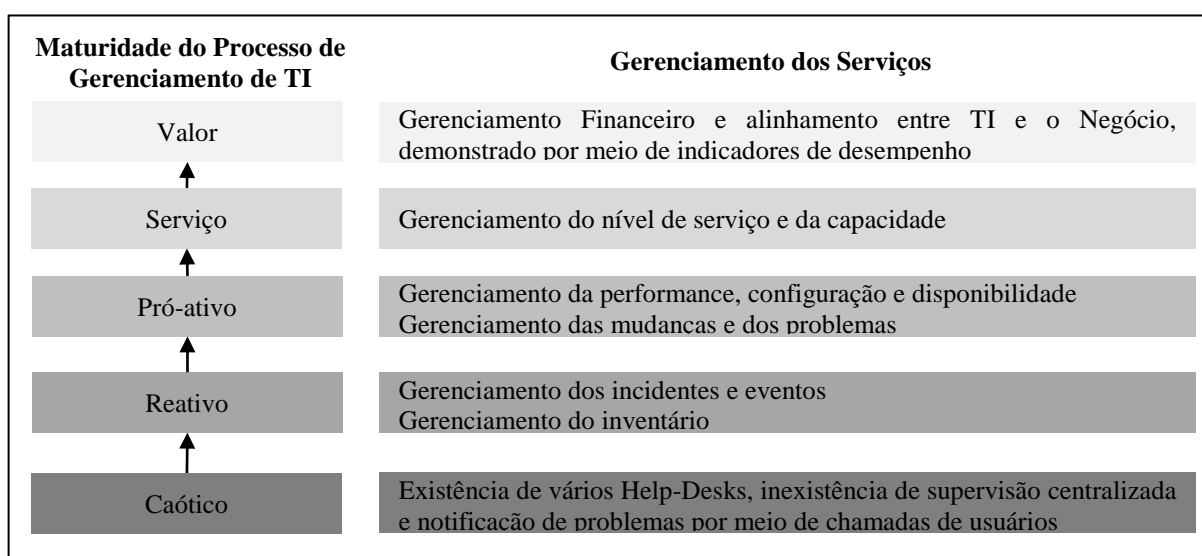 Maturidade do Processo de
Gerenciamento de TI
Gerenciamento dos Serviços
Valor
Gerenciamento Financeiro e alinhamento entre TI e o Negócio,
demonstrado por meio de indicadores de desempenho
Serviço
Gerenciamento do nível de serviço e da capacidade
Pró-ativo
Gerenciamento da performance, configuração e disponibilidade
Gerenciamento das mudanças e dos problemas
Reativo
Gerenciamento dos incidentes e eventos
Gerenciamento do inventário
Caótico
Existência de vários Help-Desks, inexistência de supervisão centralizada
e notificação de problemas por meio de chamadas de usuários